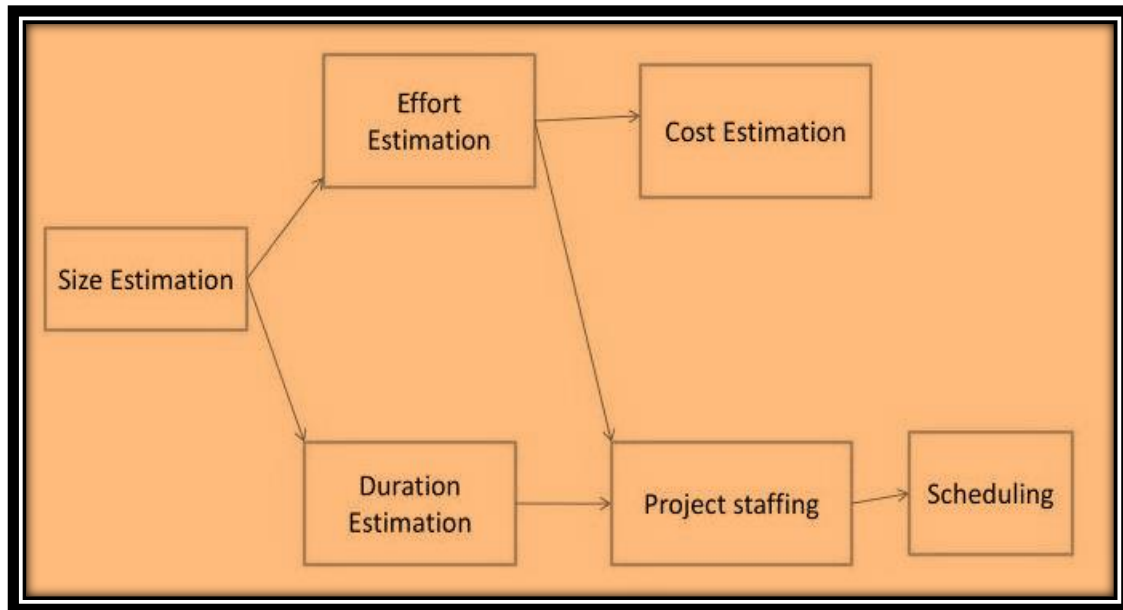 Effort
Estimation
Cost Estimation
Size Estimation
Duration
Estimation
Project staffing
Scheduling